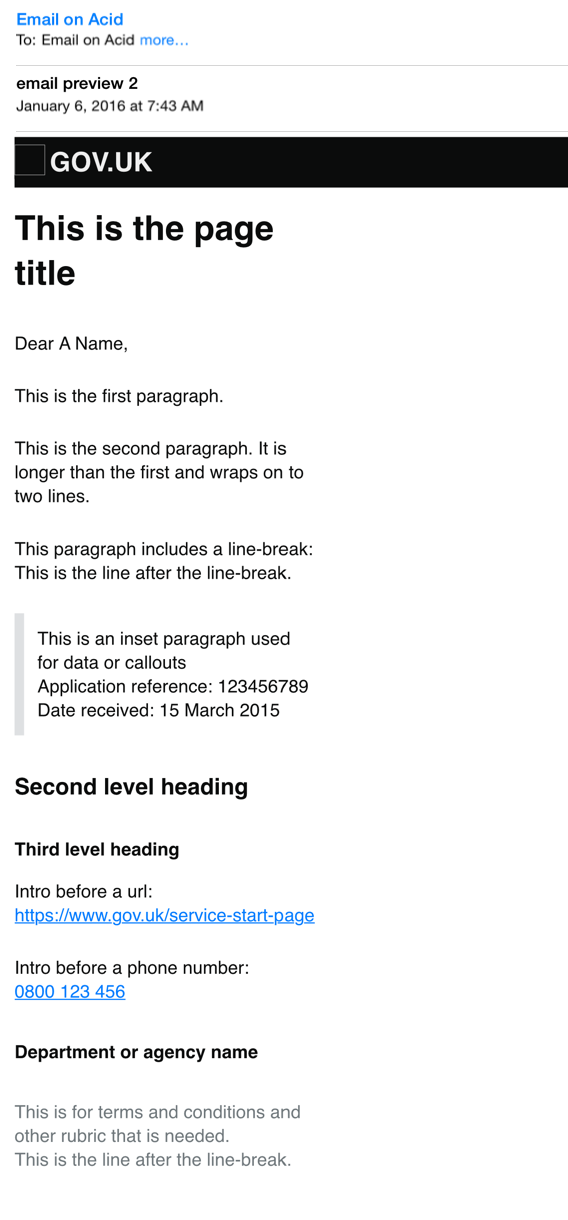 Email on Acid
To: Email on Acid more...
email preview 2
January 6, 2016 at 7:43 AM
GOV.UK
This is the page
title
Dear A Name,
This is the first paragraph.
This is the second paragraph. It is
longer than the first and wraps on to
two lines.
This paragraph includes a line-break:
This is the line after the line-break.
This is an inset paragraph used
for data or callouts
Application reference: 123456789
Date received: 15 March 2015
Second level heading
Third level heading
Intro before a url:
https://www.gov.uk/service-start-page
Intro before a phone number:
0800 123 456
Department or agency name
This is for terms and conditions and
other rubric that is needed.
This is the line after the line-break.